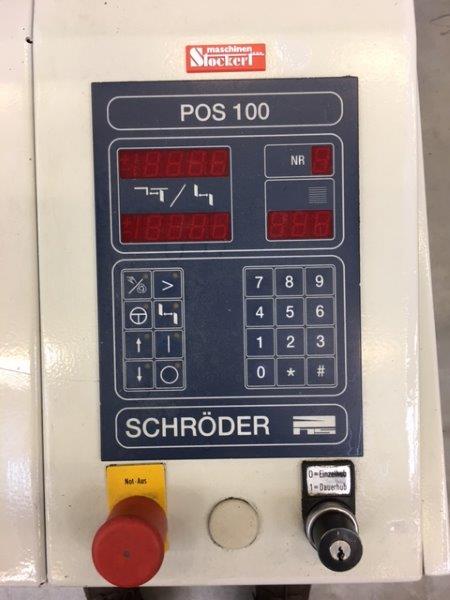 maschinen
Stockert
POS 100
NR
>
7 8 9
4 5 6
1 2 3
0 * #
SCHRÖDER
Not-Aus
0=Einzelhub
1=Dauerhub